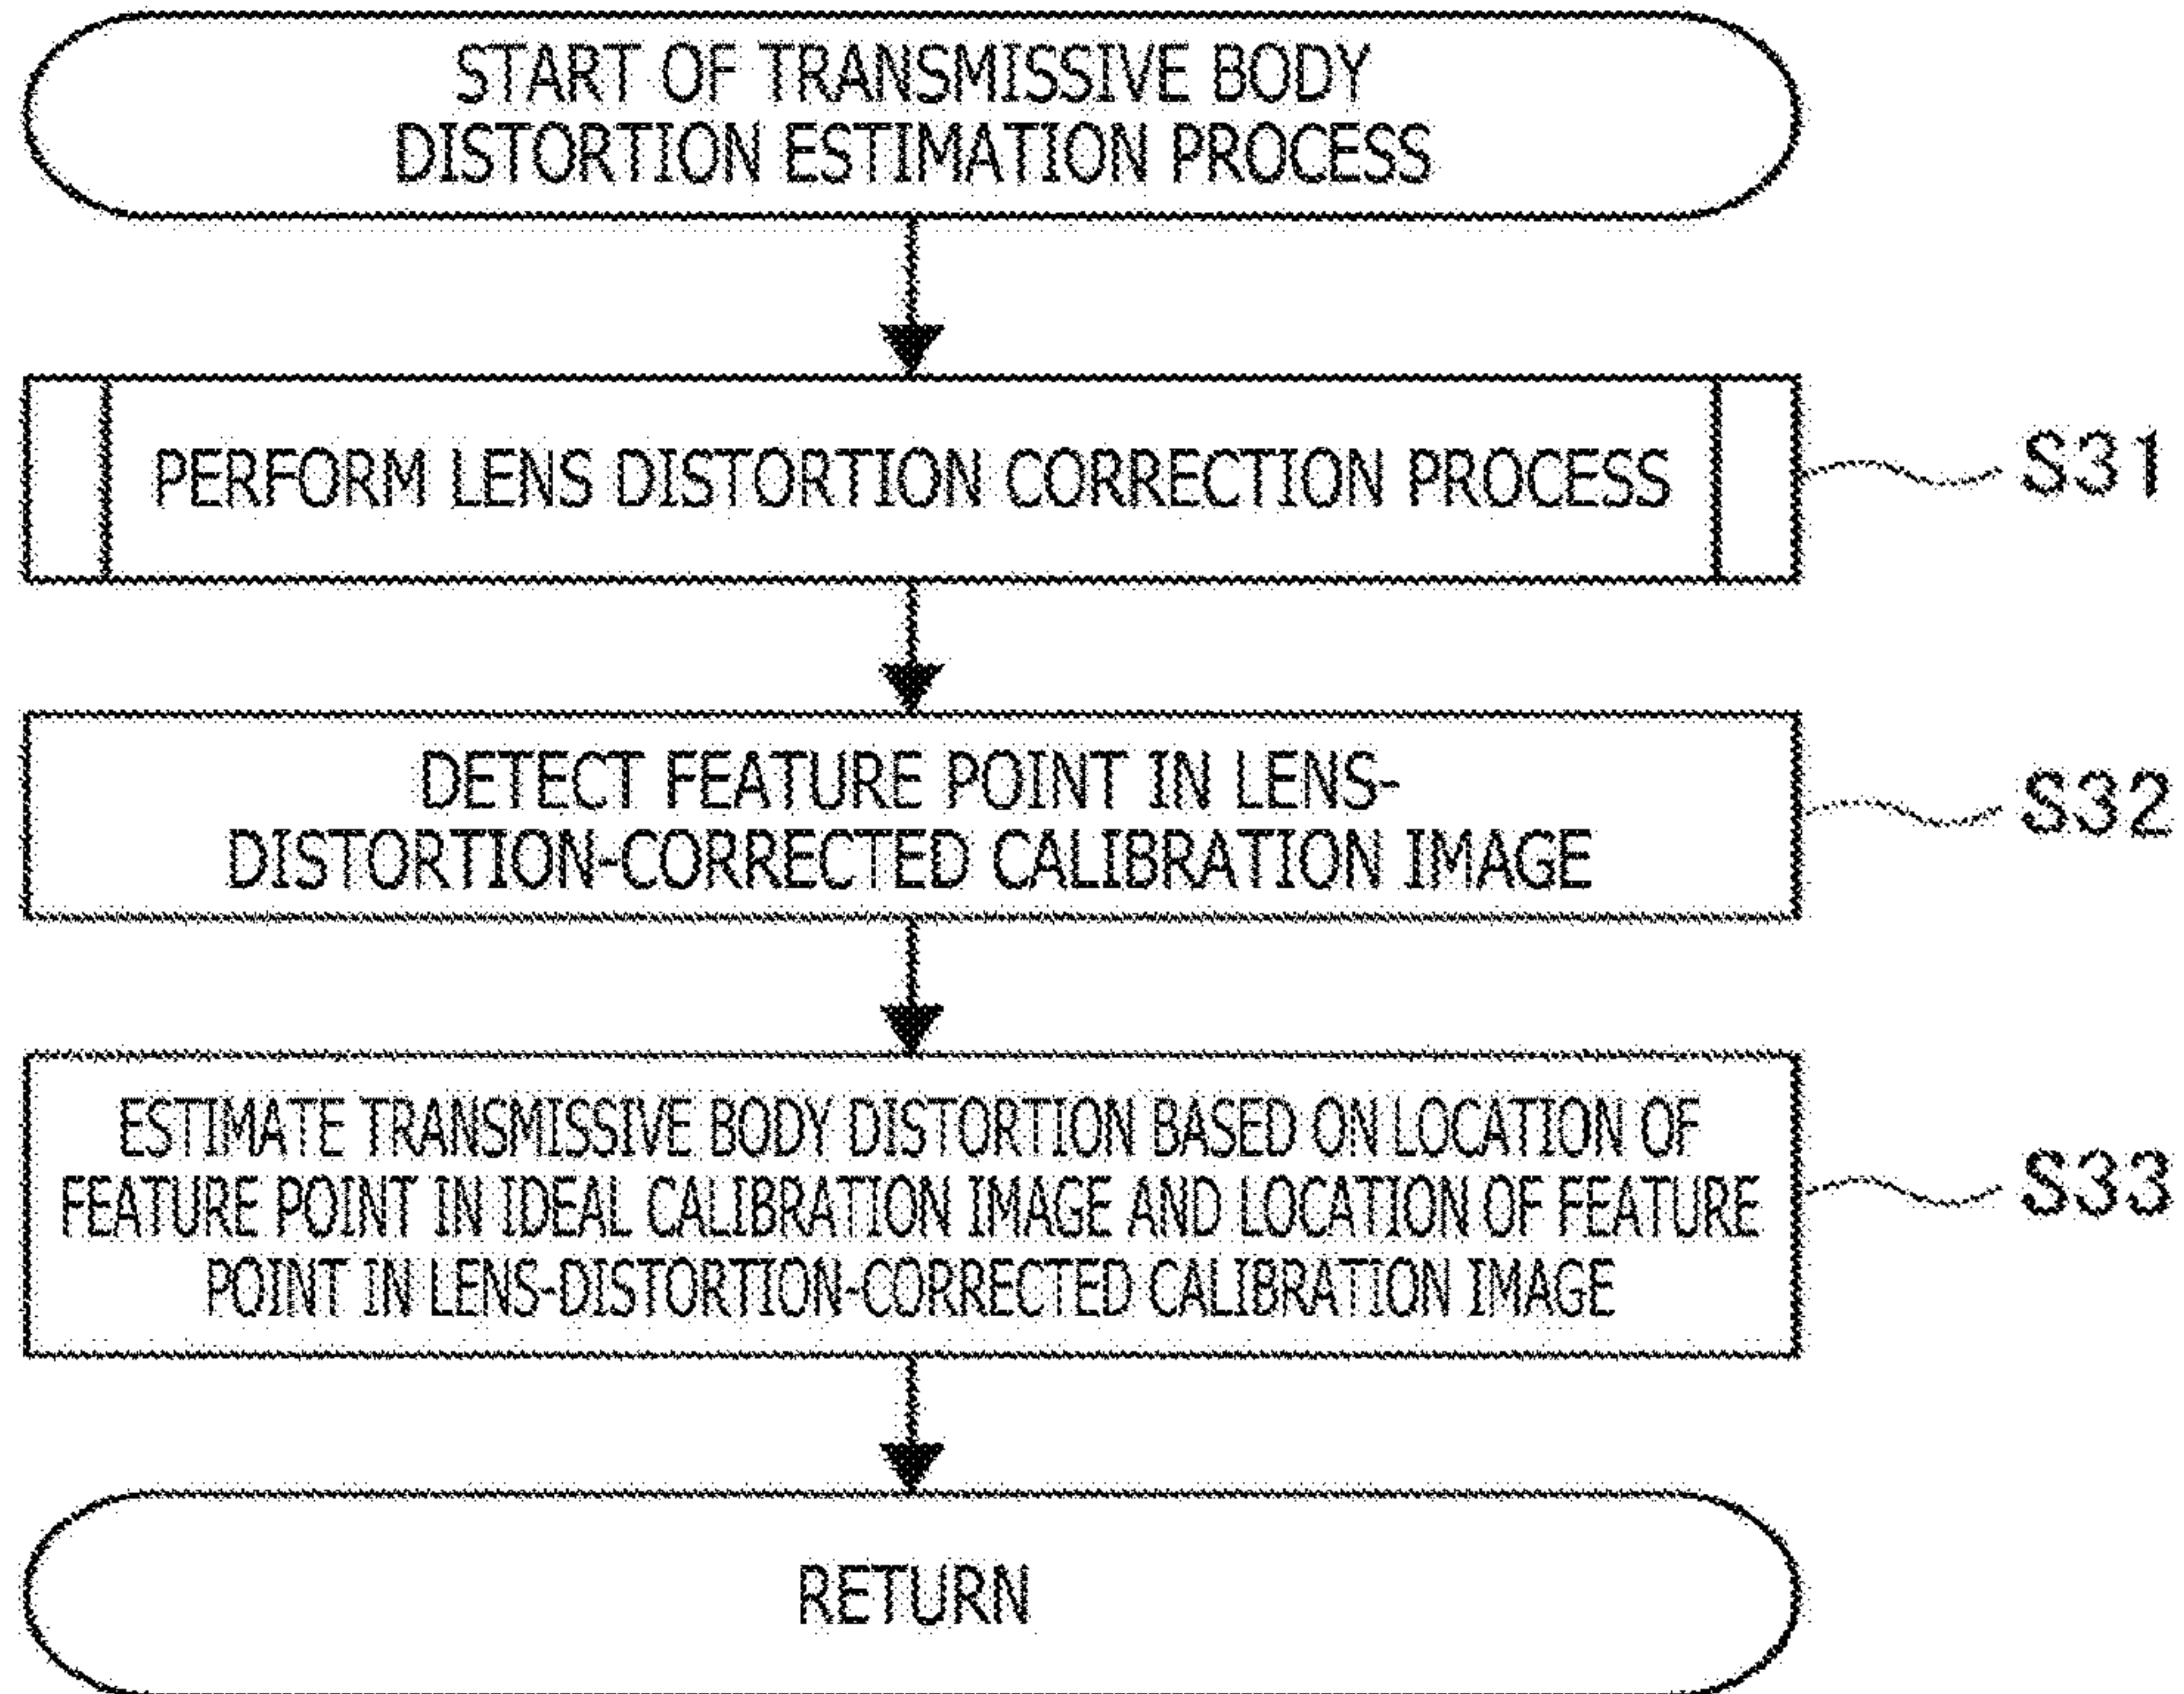 START OF TRANSMISSIVE BODY
DISTORTION ESTIMATION PROCESS
PERFORM LENS DISTORTION CORRECTION PROCESS
S31
DETECT FEATURE POINT IN LENS-
DISTORTION-CORRECTED CALIBRATION IMAGE
S32
ESTIMATE TRANSMISSIVE BODY DISTORTION BASED ON LOCATION OF
FEATURE POINT IN IDEAL CALIBRATION IMAGE AND LOCATION OF FEATURE
POINT IN LENS-DISTORTION-CORRECTED CALIBRATION IMAGE
S33
RETURN